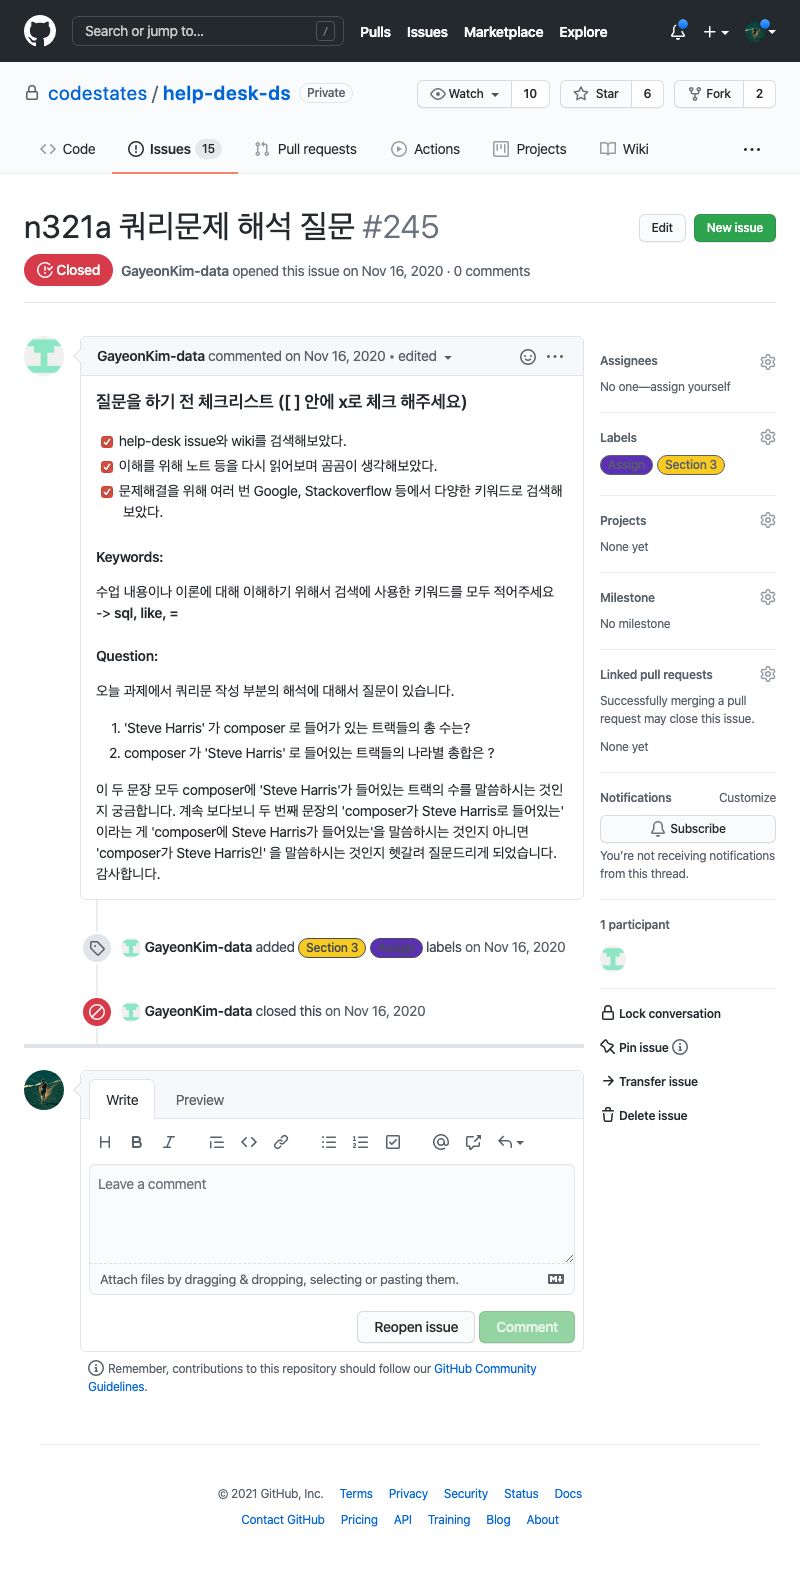 Search or jump to... /
Pulls Issues Marketplace Explore
codestates / help-desk-ds Private
Watch 10 Star 6 Fork 2
Code Issues 15 Pull requests Actions Projects Wiki
n321a 쿼리문제 해석 질문 #245
Edit New issue
Closed GayeonKim-data opened this issue on Nov 16, 2020 · 0 comments
GayeonKim-data commented on Nov 16, 2020 • edited
질문을 하기 전 체크리스트 ([ ] 안에 x로 체크 해주세요)
help-desk issue와 wiki를 검색해보았다.
이해를 위해 노트 등을 다시 읽어보며 곰곰이 생각해보았다.
문제해결을 위해 여러 번 Google, Stackoverflow 등에서 다양한 키워드로 검색해
보았다.
Keywords:
수업 내용이나 이론에 대해 이해하기 위해서 검색에 사용한 키워드를 모두 적어주세요
-> sql, like, =
Question:
오늘 과제에서 쿼리문 작성 부분의 해석에 대해서 질문이 있습니다.
1. 'Steve Harris' 가 composer 로 들어가 있는 트랙들의 총 수는?
2. composer 가 'Steve Harris' 로 들어있는 트랙들의 나라별 총합은 ?
이 두 문장 모두 composer에 'Steve Harris'가 들어있는 트랙의 수를 말씀하시는 것인
지 궁금합니다. 계속 보다보니 두 번째 문장의 'composer가 Steve Harris로 들어있는'
이라는 게 'composer에 Steve Harris가 들어있는'을 말씀하시는 것인지 아니면
'composer가 Steve Harris인' 을 말씀하시는 것인지 헷갈려 질문드리게 되었습니다.
감사합니다.
GayeonKim-data added Section 3 Assign labels on Nov 16, 2020
GayeonKim-data closed this on Nov 16, 2020
Assignees
No one—assign yourself
Labels
Assign Section 3
Projects
None yet
Milestone
No milestone
Linked pull requests
Successfully merging a pull
request may close this issue.
None yet
Notifications Customize
Subscribe
You're not receiving notifications
from this thread.
1 participant
Lock conversation
Pin issue
Transfer issue
Delete issue
Write Preview
Leave a comment
Attach files by dragging & dropping, selecting or pasting them.
Reopen issue Comment
Remember, contributions to this repository should follow our GitHub Community
Guidelines.
© 2021 GitHub, Inc. Terms Privacy Security Status Docs
Contact GitHub Pricing API Training Blog About